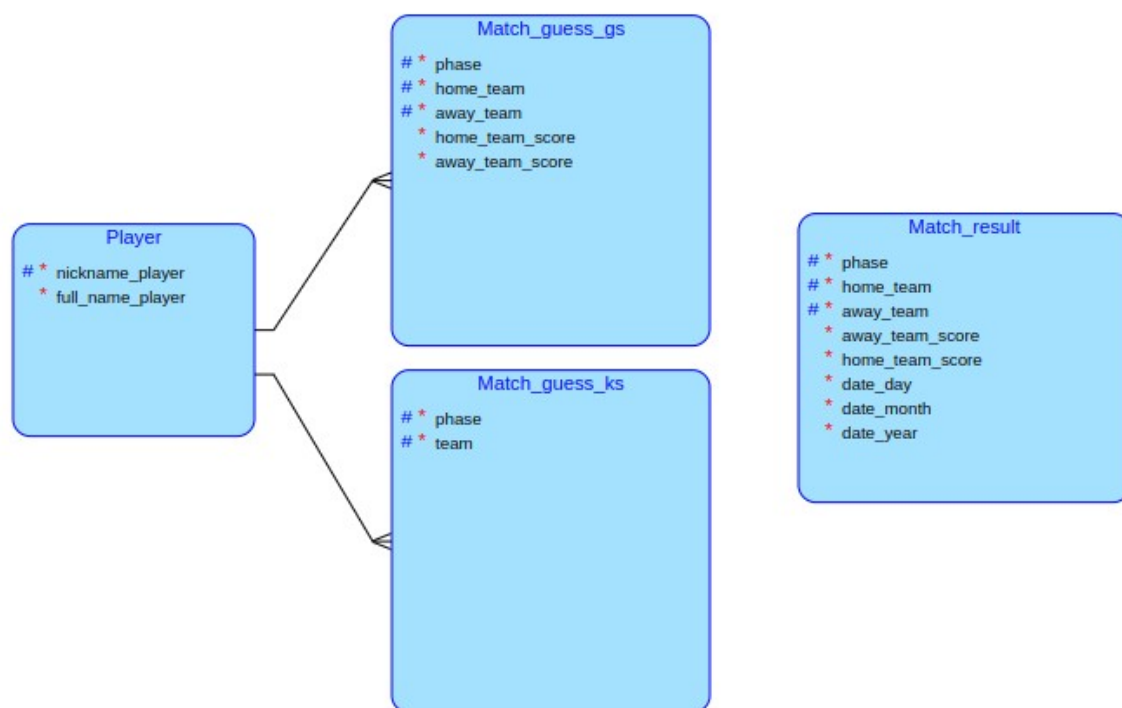 Match_guess_gs
# * phase
# * home_team
# * away_team
* home_team_score
* away_team_score
Player
# * nickname_player
* full_name_player
Match_guess_ks
# * phase
# * team
Match_result
# * phase
# * home_team
# * away_team
* away_team_score
* home_team_score
* date_day
* date_month
* date_year